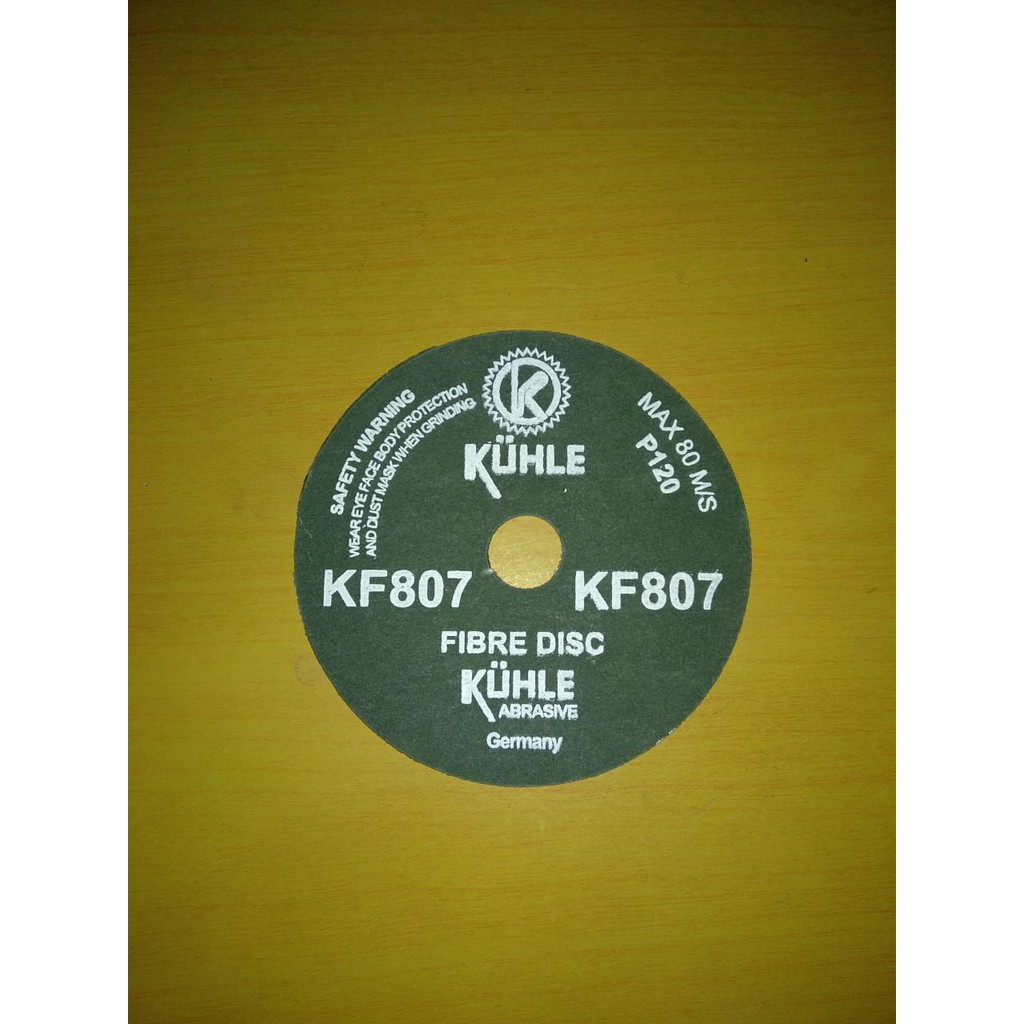 K
KÜHLE
SAFETY WARNING
WEAR EYE FACE BODY PROTECTION
AND DUST MASK WHEN GRINDING
MAX 80 M/S
P120
KF807
KF807
FIBRE DISC
KÜHLE
ABRASIVE
Germany